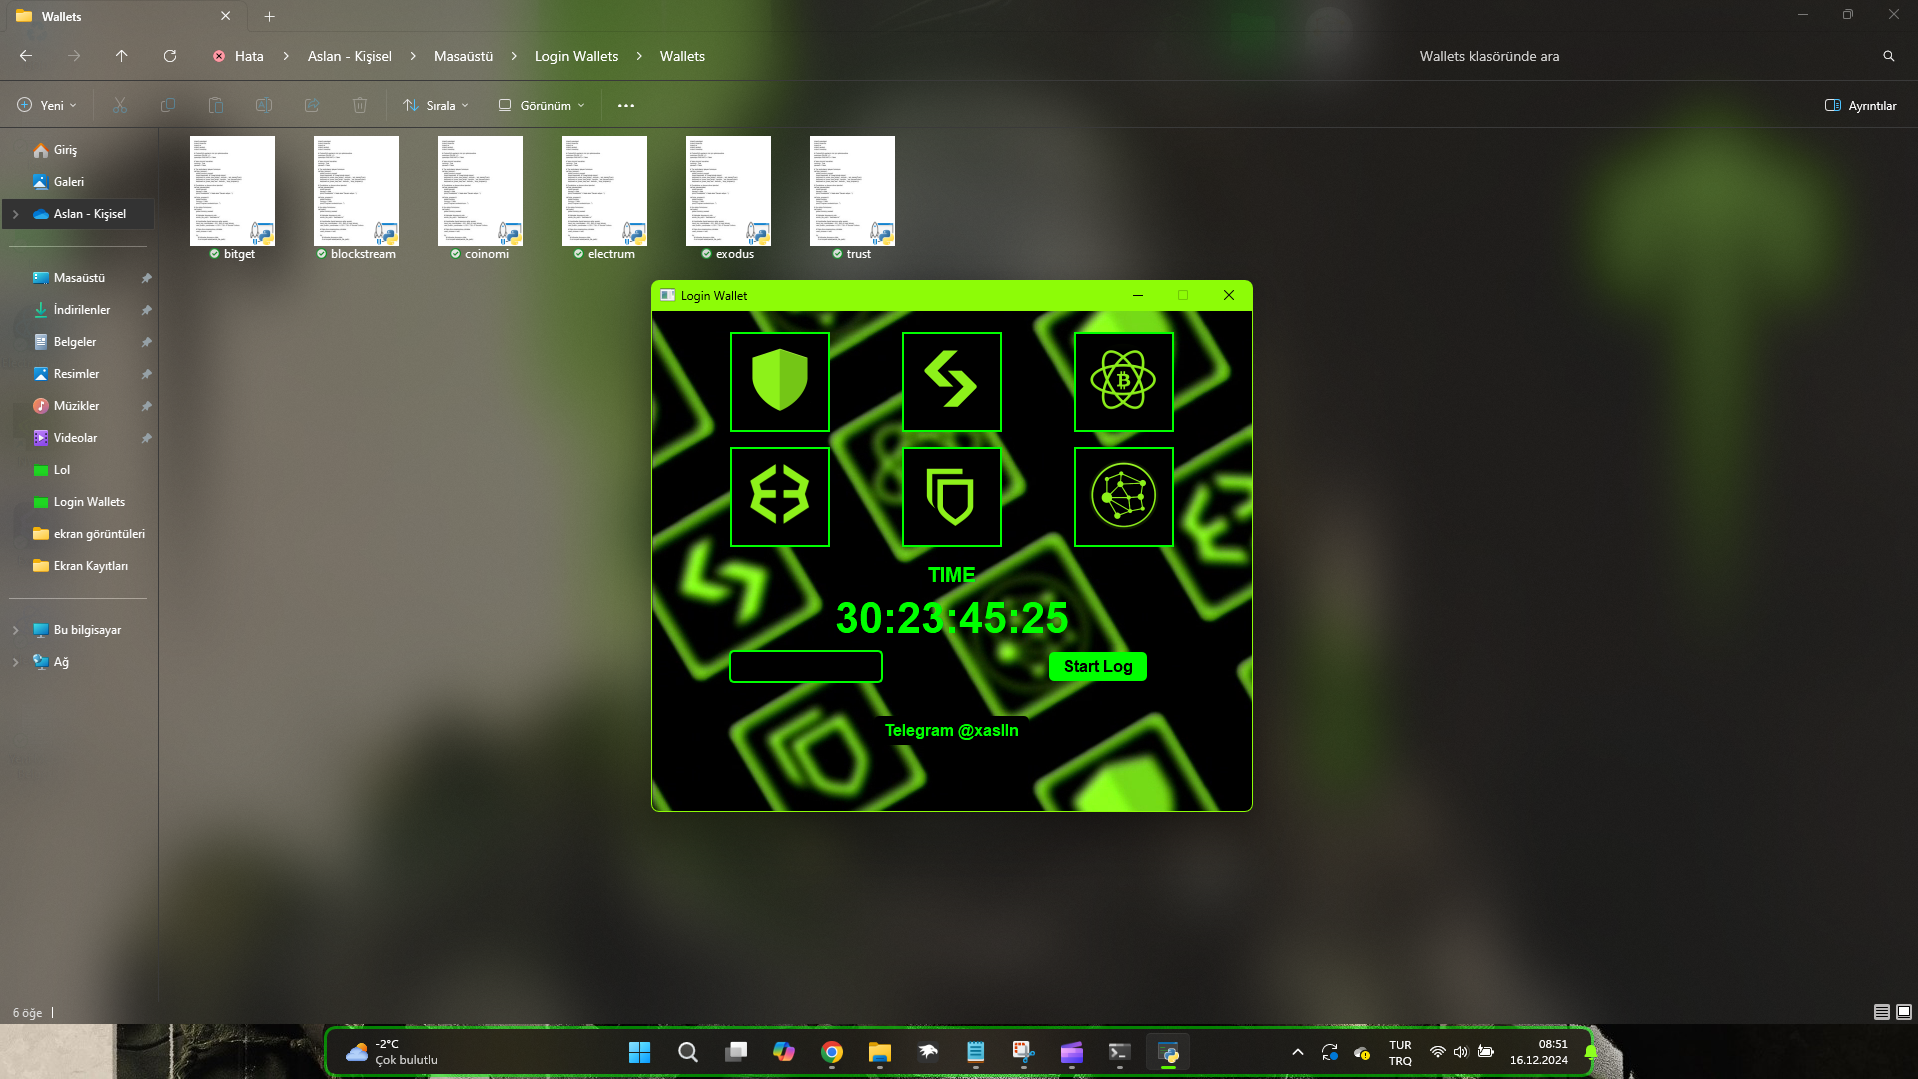 Wallets
Hata
Aslan - Kişisel
Masaüstü
Login Wallets
Wallets
Wallets klasöründe ara
Yeni
Sırala
Görünüm
Ayrıntılar
Giriş
Galeri
Aslan - Kişisel
Masaüstü
İndirilenler
Belgeler
Resimler
Müzikler
Videolar
Lol
Login Wallets
ekran görüntüleri
Ekran Kayıtları
Bu bilgisayar
Ağ
bitget
blockstream
coinomi
electrum
exodus
trust
Login Wallet
TIME
30:23:45:25
Start Log
Telegram @xaslln
6 öğe
-2°C
Çok bulutlu
TUR
TRQ
08:51
16.12.2024